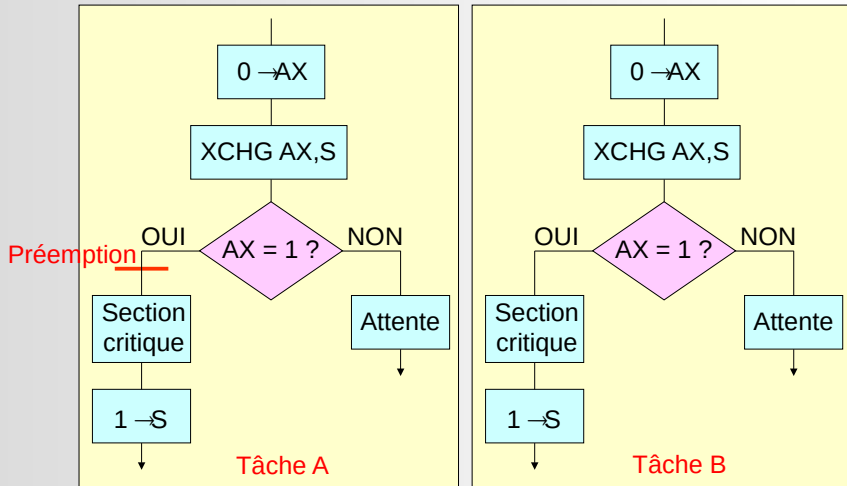 0→AX
XCHG AX,S
OUI
AX = 1 ?
NON
Préemption
Section
critique
Attente
1→S
Tâche A
0→AX
XCHG AX,S
OUI
AX = 1 ?
NON
Section
critique
Attente
1→S
Tâche B